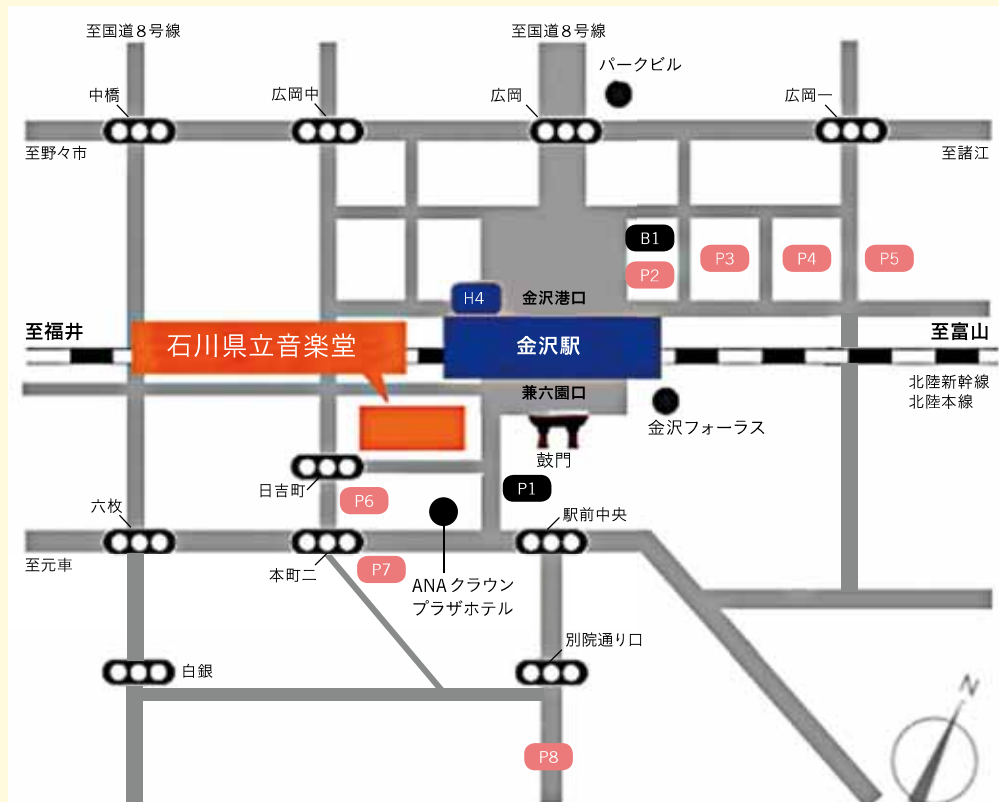 至国道8号線
至国道8号線
パークビル
中橋
広岡中
広岡
広岡一
至野々市
至諸江
B1
P2
P3
P4
P5
H4
金沢港口
至福井
石川県立音楽堂
金沢駅
至富山
兼六園口
北陸新幹線
北陸本線
金沢フォーラス
鼓門
日吉町
P6
P1
六枚
駅前中央
至元車
本町二
P7
ANAクラウン
プラザホテル
別院通り口
白銀
N
P8